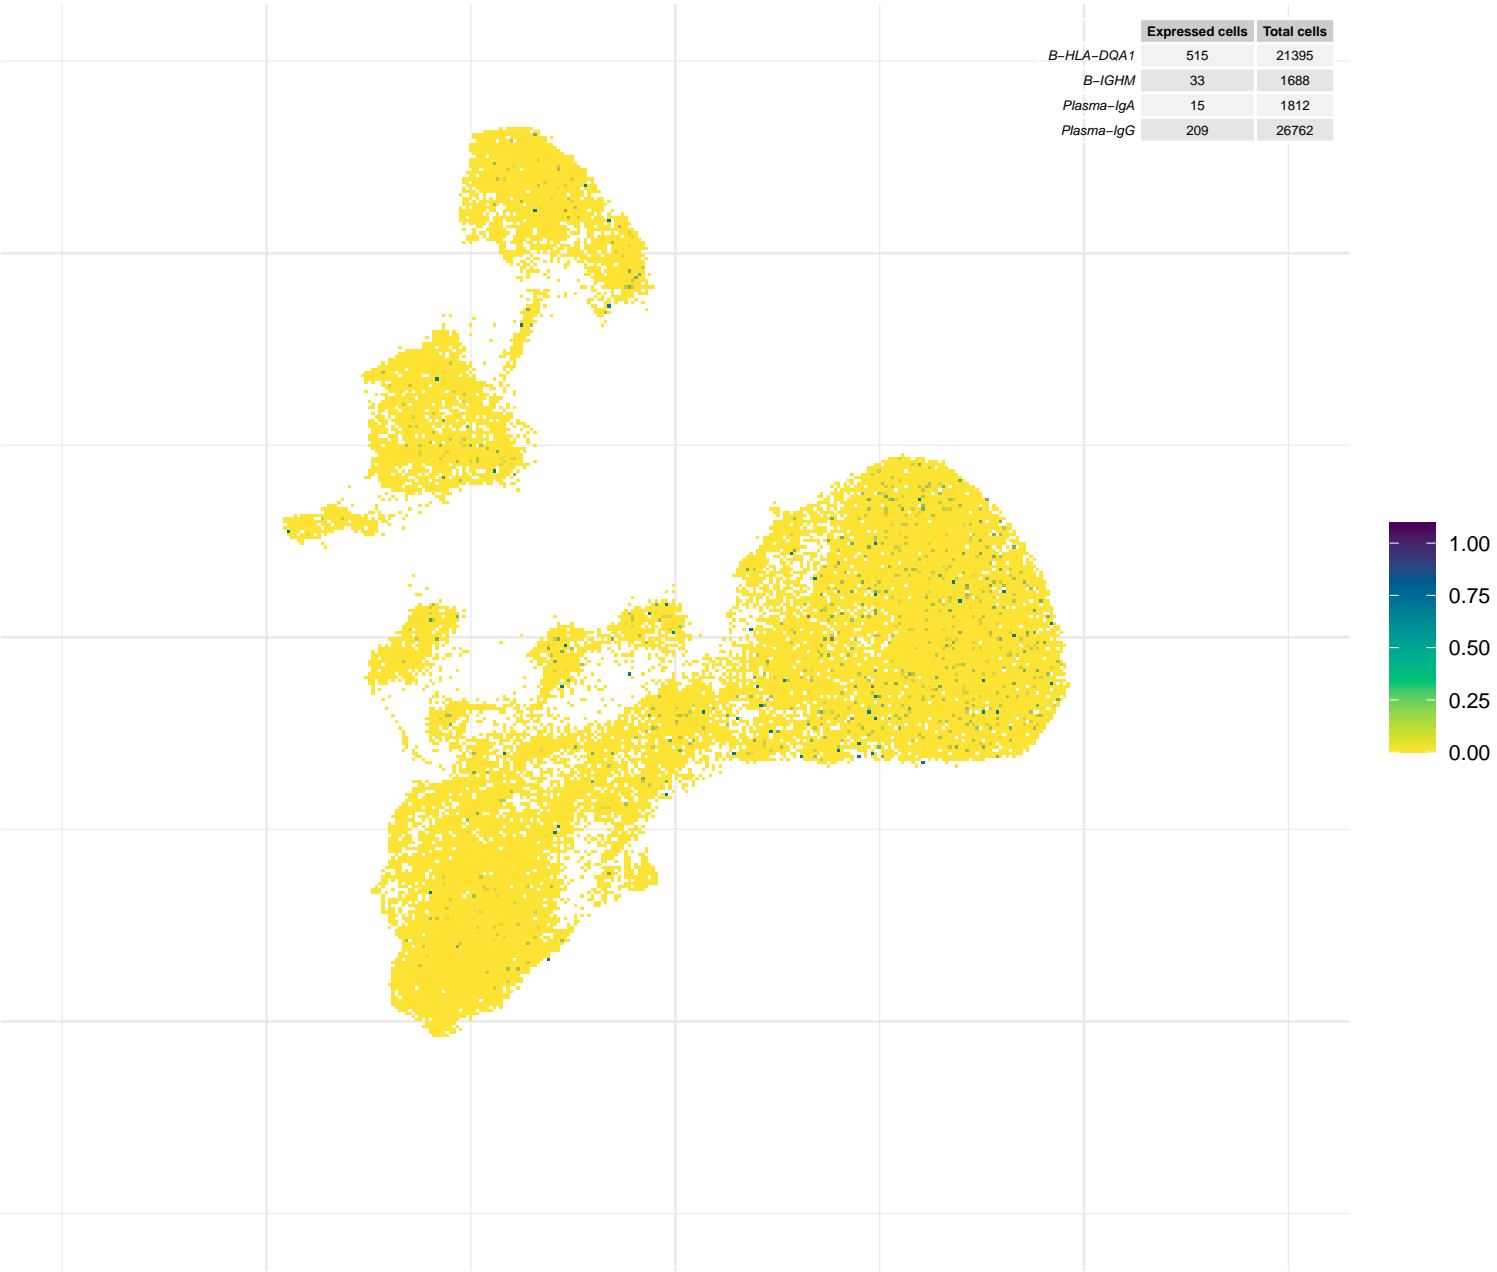 Expressed cells Total cells
B−HLA−DQA1 515 21395
B−IGHM 33 1688
Plasma−IgA 15 1812
Plasma−IgG 209 26762
1.00
0.75
0.50
0.25
0.00